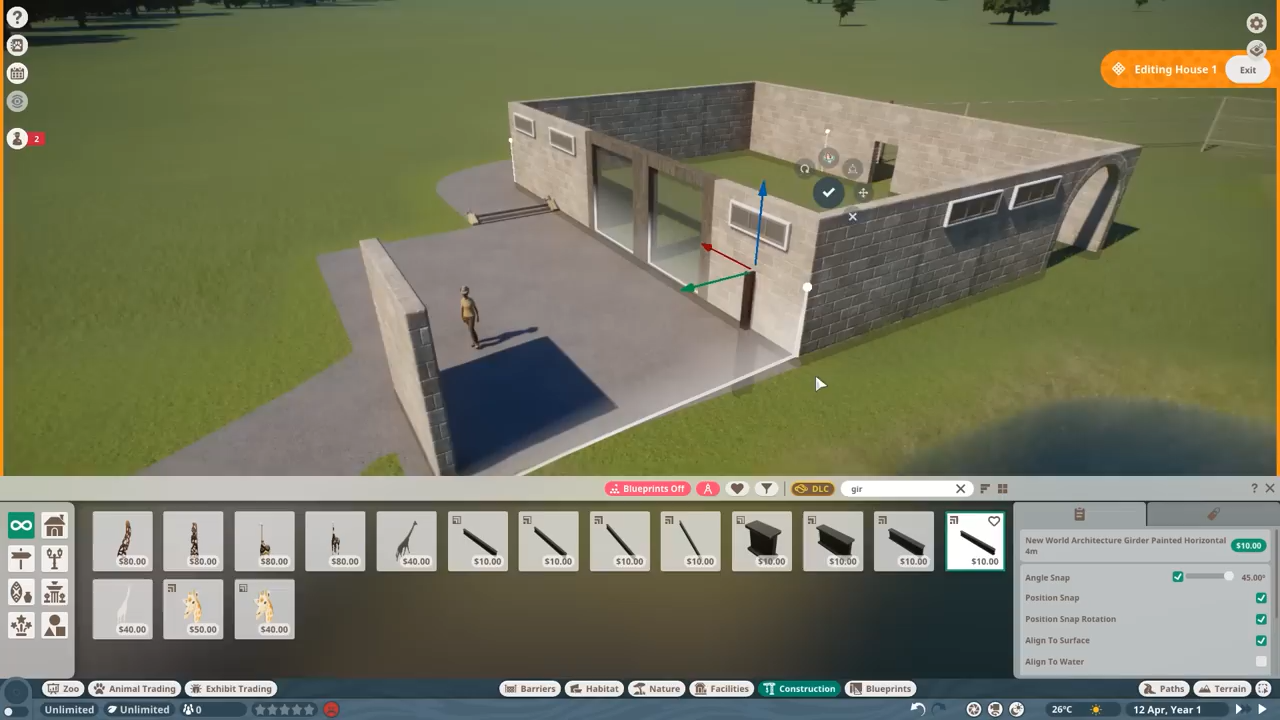 ?
Editing House 1
Exit
2
Blueprints Off
DLC
gir
?
$80.00
$80.00
$80.00
$80.00
$40.00
$10.00
$10.00
$10.00
$10.00
$10.00
$10.00
$10.00
$10.00
$40.00
$50.00
$40.00
New World Architecture Girder Painted Horizontal
4m
$10.00
Angle Snap
45.00°
Position Snap
Position Snap Rotation
Align To Surface
Align To Water
Zoo
Animal Trading
Exhibit Trading
Barriers
Habitat
Nature
Facilities
Construction
Blueprints
Paths
Terrain
Unlimited
Unlimited
0
26°C
12 Apr, Year 1